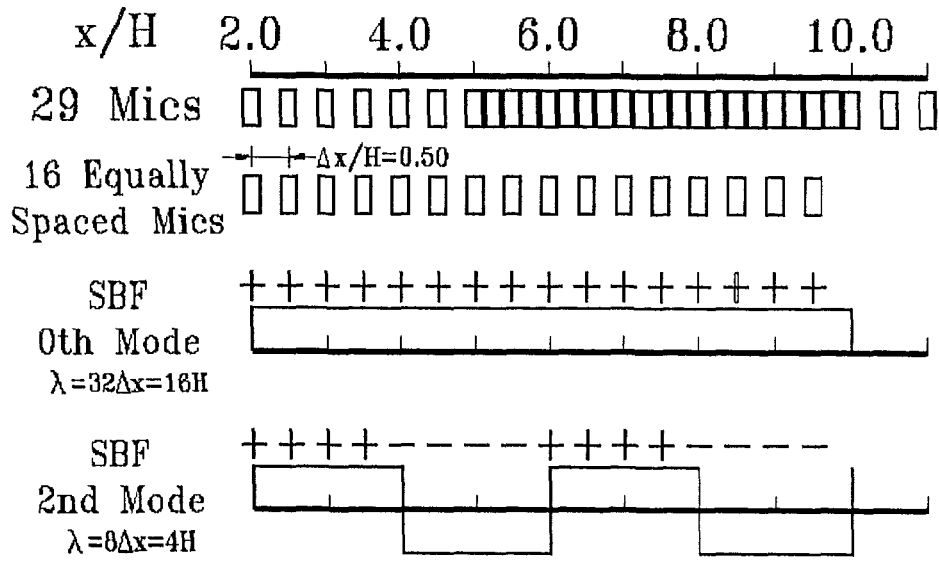 x/H 2.0 4.0 6.0 8.0 10.0
29 Mics
Δx/H=0.50
16 Equally
Spaced Mics
+ + + + + + + + + + + + + + + +
SBF
0th Mode
λ=32Δx=16H
+ + + + − − − − + + + + − − − −
SBF
2nd Mode
λ=8Δx=4H